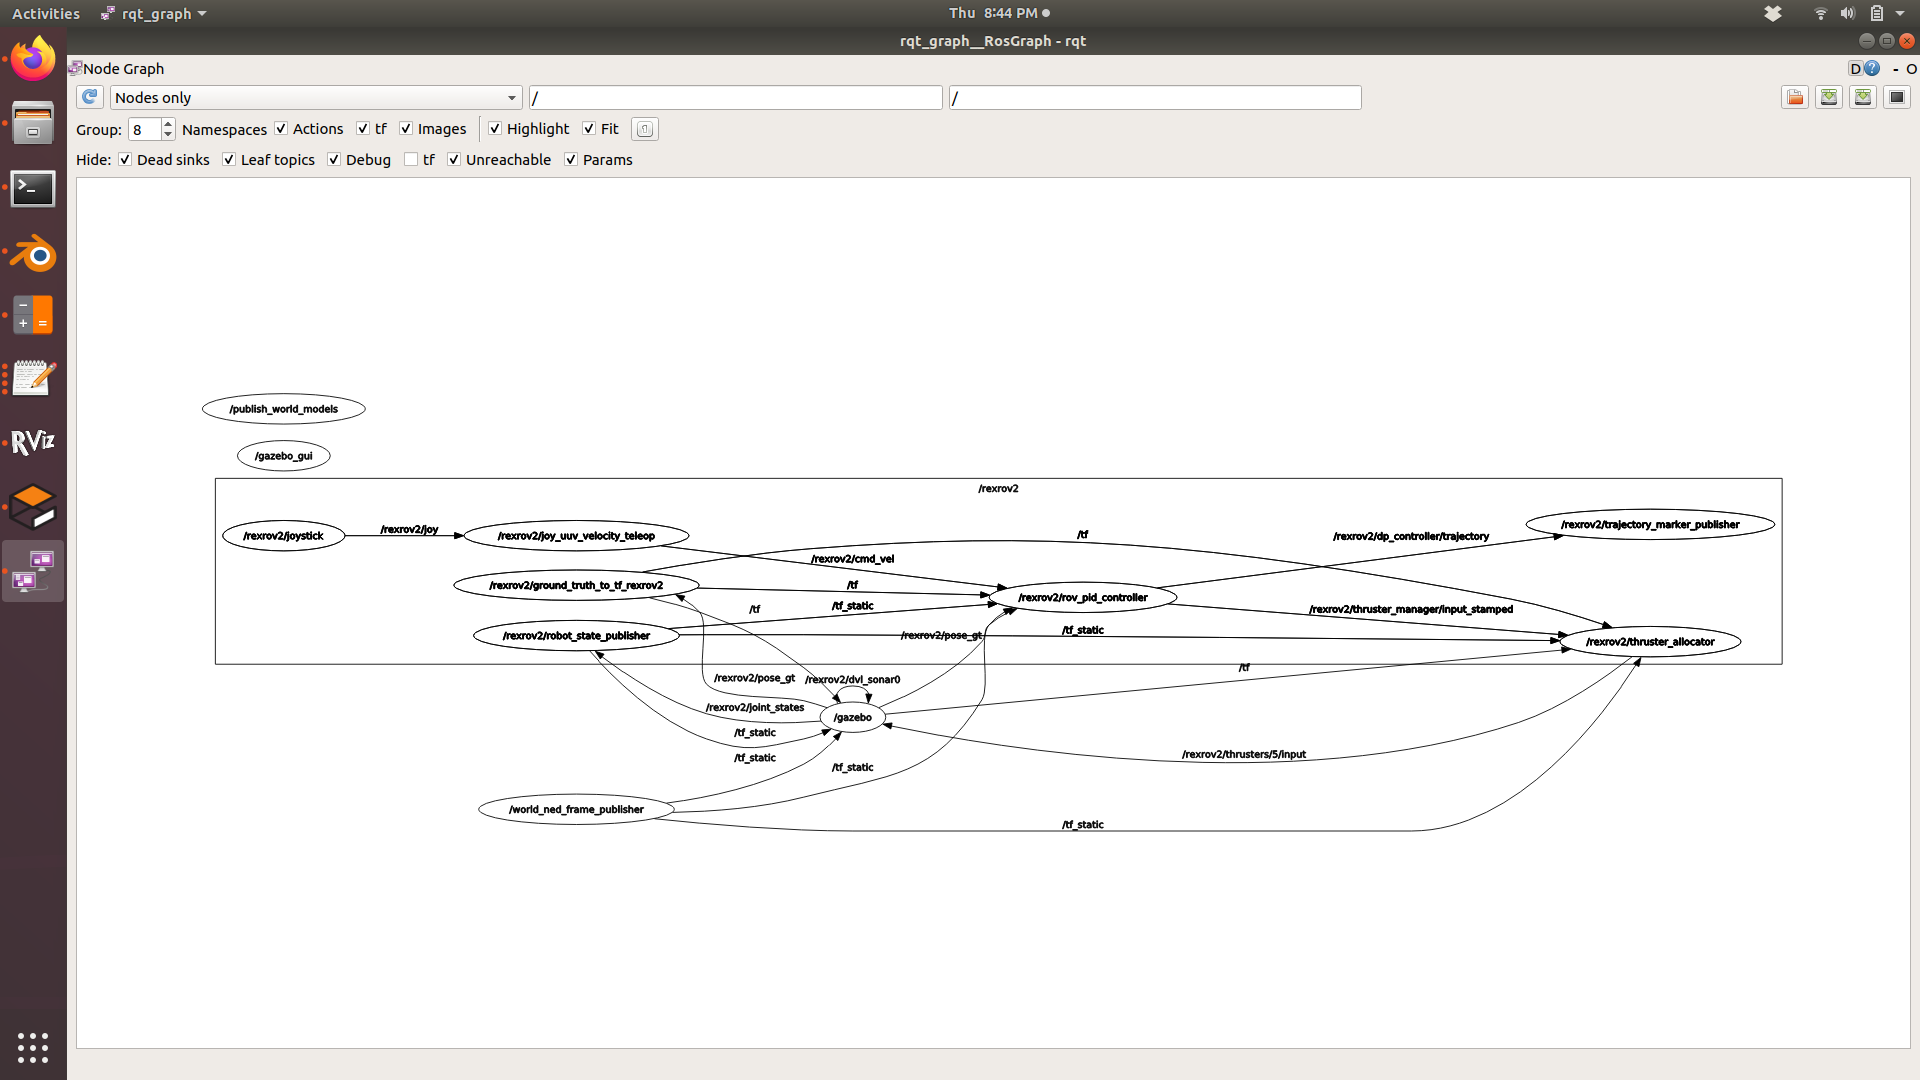 Activities rqt_graph Thu 8:44 PM
rqt_graph__RosGraph - rqt
Node Graph D ? - O
Nodes only / /
Group: 8 Namespaces Actions tf Images Highlight Fit
Hide: Dead sinks Leaf topics Debug tf Unreachable Params
/publish_world_models
/gazebo_gui
/rexrov2
/rexrov2/joystick
/rexrov2/joy
/rexrov2/joy_uuv_velocity_teleop
/tf
/rexrov2/dp_controller/trajectory
/rexrov2/trajectory_marker_publisher
/rexrov2/cmd_vel
/rexrov2/ground_truth_to_tf_rexrov2
/tf
/rexrov2/rov_pid_controller
/tf
/tf_static
/rexrov2/thruster_manager/input_stamped
/rexrov2/robot_state_publisher
/rexrov2/pose_gt
/tf_static
/rexrov2/thruster_allocator
/tf
/rexrov2/pose_gt
/rexrov2/dvl_sonar0
/rexrov2/joint_states
/gazebo
/tf_static
/rexrov2/thrusters/5/input
/tf_static
/tf_static
/world_ned_frame_publisher
/tf_static
RViz